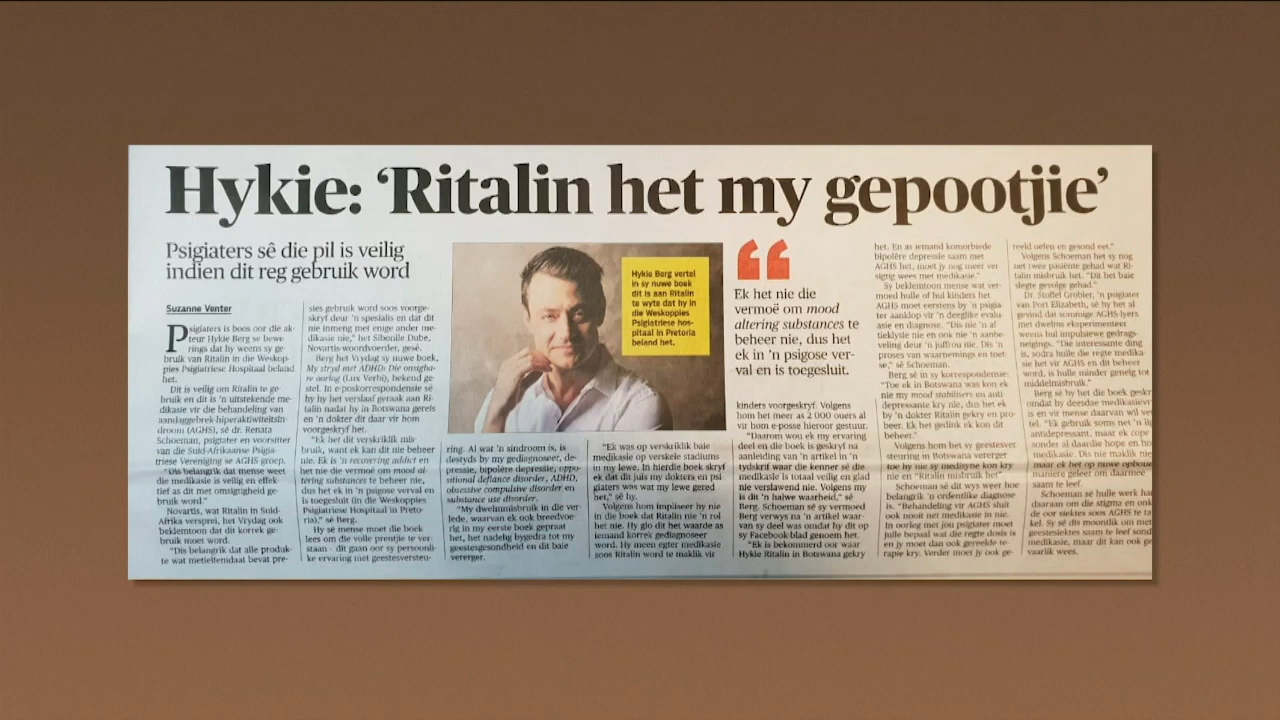 Hykie: ‘Ritalin het my gepootjie’
Psigiaters sê die pil is veilig
indien dit reg gebruik word
Suzanne Venter
Psigiaters is boos oor die ak-
teur Hykie Berg se bewe-
rings dat hy weens sy ge-
bruik van Ritalin in die Weskop-
pies Psigiatriese Hospitaal beland
het.
Dit is veilig om Ritalin te ge-
bruik en dit is 'n uitstekende me-
dikasie vir die behandeling van
aandaggebrek-hiperaktiwiteitsin-
droom (AGHS), sê dr. Renata
Schoeman, psigiater en voorsitter
van die Suid-Afrikaanse Psigia-
triese Vereniging se AGHS-groep.
"Dis belangrik dat mense weet
die medikasie is veilig en effek-
tief as dit met omsigtigheid ge-
bruik word."
Novartis, wat Ritalin in Suid-
Afrika versprei, het Vrydag ook
beklemtoon dat dit korrek ge-
bruik moet word.
"Dis belangrik dat alle produk-
te wat metielfenidaat bevat pre-
sies gebruik word soos voorge-
skryf deur 'n spesialis en dat dit
nie inmeng met enige ander me-
dikasie nie," het Sibonile Dube,
Novartis-woordvoerder, gesê.
Berg het Vrydag sy nuwe boek,
My stryd met ADHD: Die onsigba-
re oorlog (Lux Verbi), bekend ge-
stel. In e-poskorrespondensie sê
hy hy het verslaaf geraak aan Ri-
talin nadat hy in Botswana gereis
en 'n dokter dit daar vir hom
voorgeskryf het.
"Ek het dit verskriklik mis-
bruik, want ek kan dit nie beheer
nie. Ek is 'n recovering addict en
het nie die vermoë om mood al-
tering substances te beheer nie,
dus het ek in 'n psigose verval en
is toegesluit (in die Weskoppies
Psigiatriese Hospitaal in Preto-
ria)," sê Berg.
Hy sê mense moet die boek
lees om die volle prentjie te ver-
staan - dit gaan oor sy persoonli-
ke ervaring met geestesversteu-
Hykie Berg vertel
in sy nuwe boek
dit is aan Ritalin
te wyte dat hy in
die Weskoppies
Psigiatriese hos-
pitaal in Pretoria
beland het.
ring. Al wat 'n sindroom is, is
destyds by my gediagnoseer, de-
pressie, bipolêre depressie, oppo-
sitional defiance disorder, ADHD,
obsessive compulsive disorder en
substance use disorder.
"My dwelmmisbruik in die ver-
lede, waarvan ek ook breedvoe-
rig in my eerste boek gepraat
het, het nadelig bygedra tot my
geestesgesondheid en dit baie
vererger.
"Ek was op verskriklik baie
medikasie op verskeie stadiums
in my lewe. In hierdie boek skryf
ek dat dit juis my dokters en psi-
giaters was wat my lewe gered
het," sê hy.
Volgens hom impliseer hy nie
in die boek dat Ritalin nie 'n rol
het nie. Hy glo dit het waarde as
iemand korrek gediagnoseer
word. Hy meen egter medikasie
soos Ritalin word te maklik vir
“
Ek het nie die
vermoë om mood
altering substances te
beheer nie, dus het
ek in 'n psigose ver-
val en is toegesluit.
kinders voorgeskryf. Volgens
hom het meer as 2 000 ouers al
vir hom e-posse hieroor gestuur.
"Daarom wou ek my ervaring
deel en die boek is geskryf na
aanleiding van 'n artikel in 'n
tydskrif waar die kenner sê die
medikasie is totaal veilig en glad
nie verslawend nie. Volgens my
is dit 'n halwe waarheid," sê
Berg. Schoeman sê sy vermoed
Berg verwys na 'n artikel waar-
van sy deel was omdat hy dit op
sy Facebook-blad genoem het.
"Ek is bekommerd oor waar
Hykie Ritalin in Botswana gekry
het. En as iemand komorbiede
bipolêre depressie saam met
AGHS het, moet jy nog meer ver-
sigtig wees met medikasie."
Sy beklemtoon mense wat ver-
moed hulle of hul kinders het
AGHS moet eerstens by 'n psigia-
ter aanklop vir 'n deeglike evalu-
asie en diagnose. "Dis nie 'n af-
tieklysie nie en ook nie 'n aanbe-
veling deur 'n juffrou nie. Dis 'n
proses van waarnemings en toet-
se," sê Schoeman.
Berg sê in sy korrespondensie:
"Toe ek in Botswana was kon ek
nie my mood stabilisers en anti-
depressante kry nie, dus het ek
by 'n dokter Ritalin gekry en pro-
beer. Ek het gedink ek kon dit
beheer."
Volgens hom het sy geestesver-
steuring in Botswana vererger
toe hy nie sy medisyne kon kry
nie en "Ritalin misbruik het".
Schoeman sê dit wys weer hoe
belangrik 'n ordentlike diagnose
is. "Behandeling vir AGHS sluit
ook nooit net medikasie in nie.
In oorleg met jou psigiater moet
julle bepaal wat die regte dosis is
en jy moet dan ook gereelde te-
rapie kry. Verder moet jy ook ge-
reeld oefen en gesond eet."
Volgens Schoeman het sy nog
net twee pasiënte gehad wat Ri-
talin misbruik het. "Dit het baie
slegte gevolge gehad."
Dr. Stoffel Grobler, 'n psigiater
van Port Elizabeth, sê hy het al
gevind dat sommige AGHS-lyers
met dwelms eksperimenteer
weens hul impulsiewe gedrags-
neigings. "Die interessante ding
is, sodra hulle die regte medika-
sie het vir AGHS en dit beheer
word, is hulle minder geneig tot
middelmisbruik."
Berg sê hy het die boek geskr
omdat hy deesdae medikasievr
is en vir mense daarvan wil ver
tel. "Ek gebruik soms net 'n lig
antidepressant, maar ek cope
sonder al daardie hope en ho
medikasie. Dis nie maklik nie
maar ek het op nuwe opbouen
maniere geleer om daarmee
saam te leef.
Schoeman sê hulle werk har
daaraan om die stigma en onk
de oor siektes soos AGHS te ta
kel. Sy sê dis moontlik om met
geestesiektes saam te leef sond
medikasie, maar dit kan ook ge
vaarlik wees.